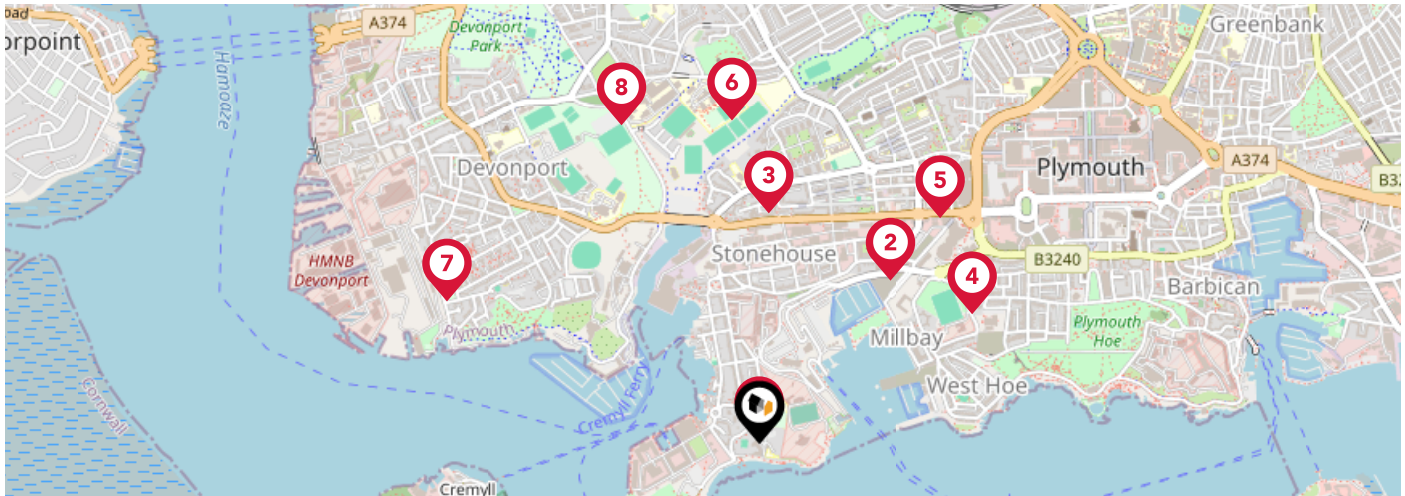 oad
orpoint
A374
Devonport
Park
Greenbank
Hamoaze
8
6
Devonport
3
5
Plymouth
A374
B32
2
Stonehouse
HMNB
Devonport
7
4
B3240
Barbican
Plymouth
Millbay
Plymouth
Hoe
West Hoe
Cornwall
Cremyll Ferry
Cremyll